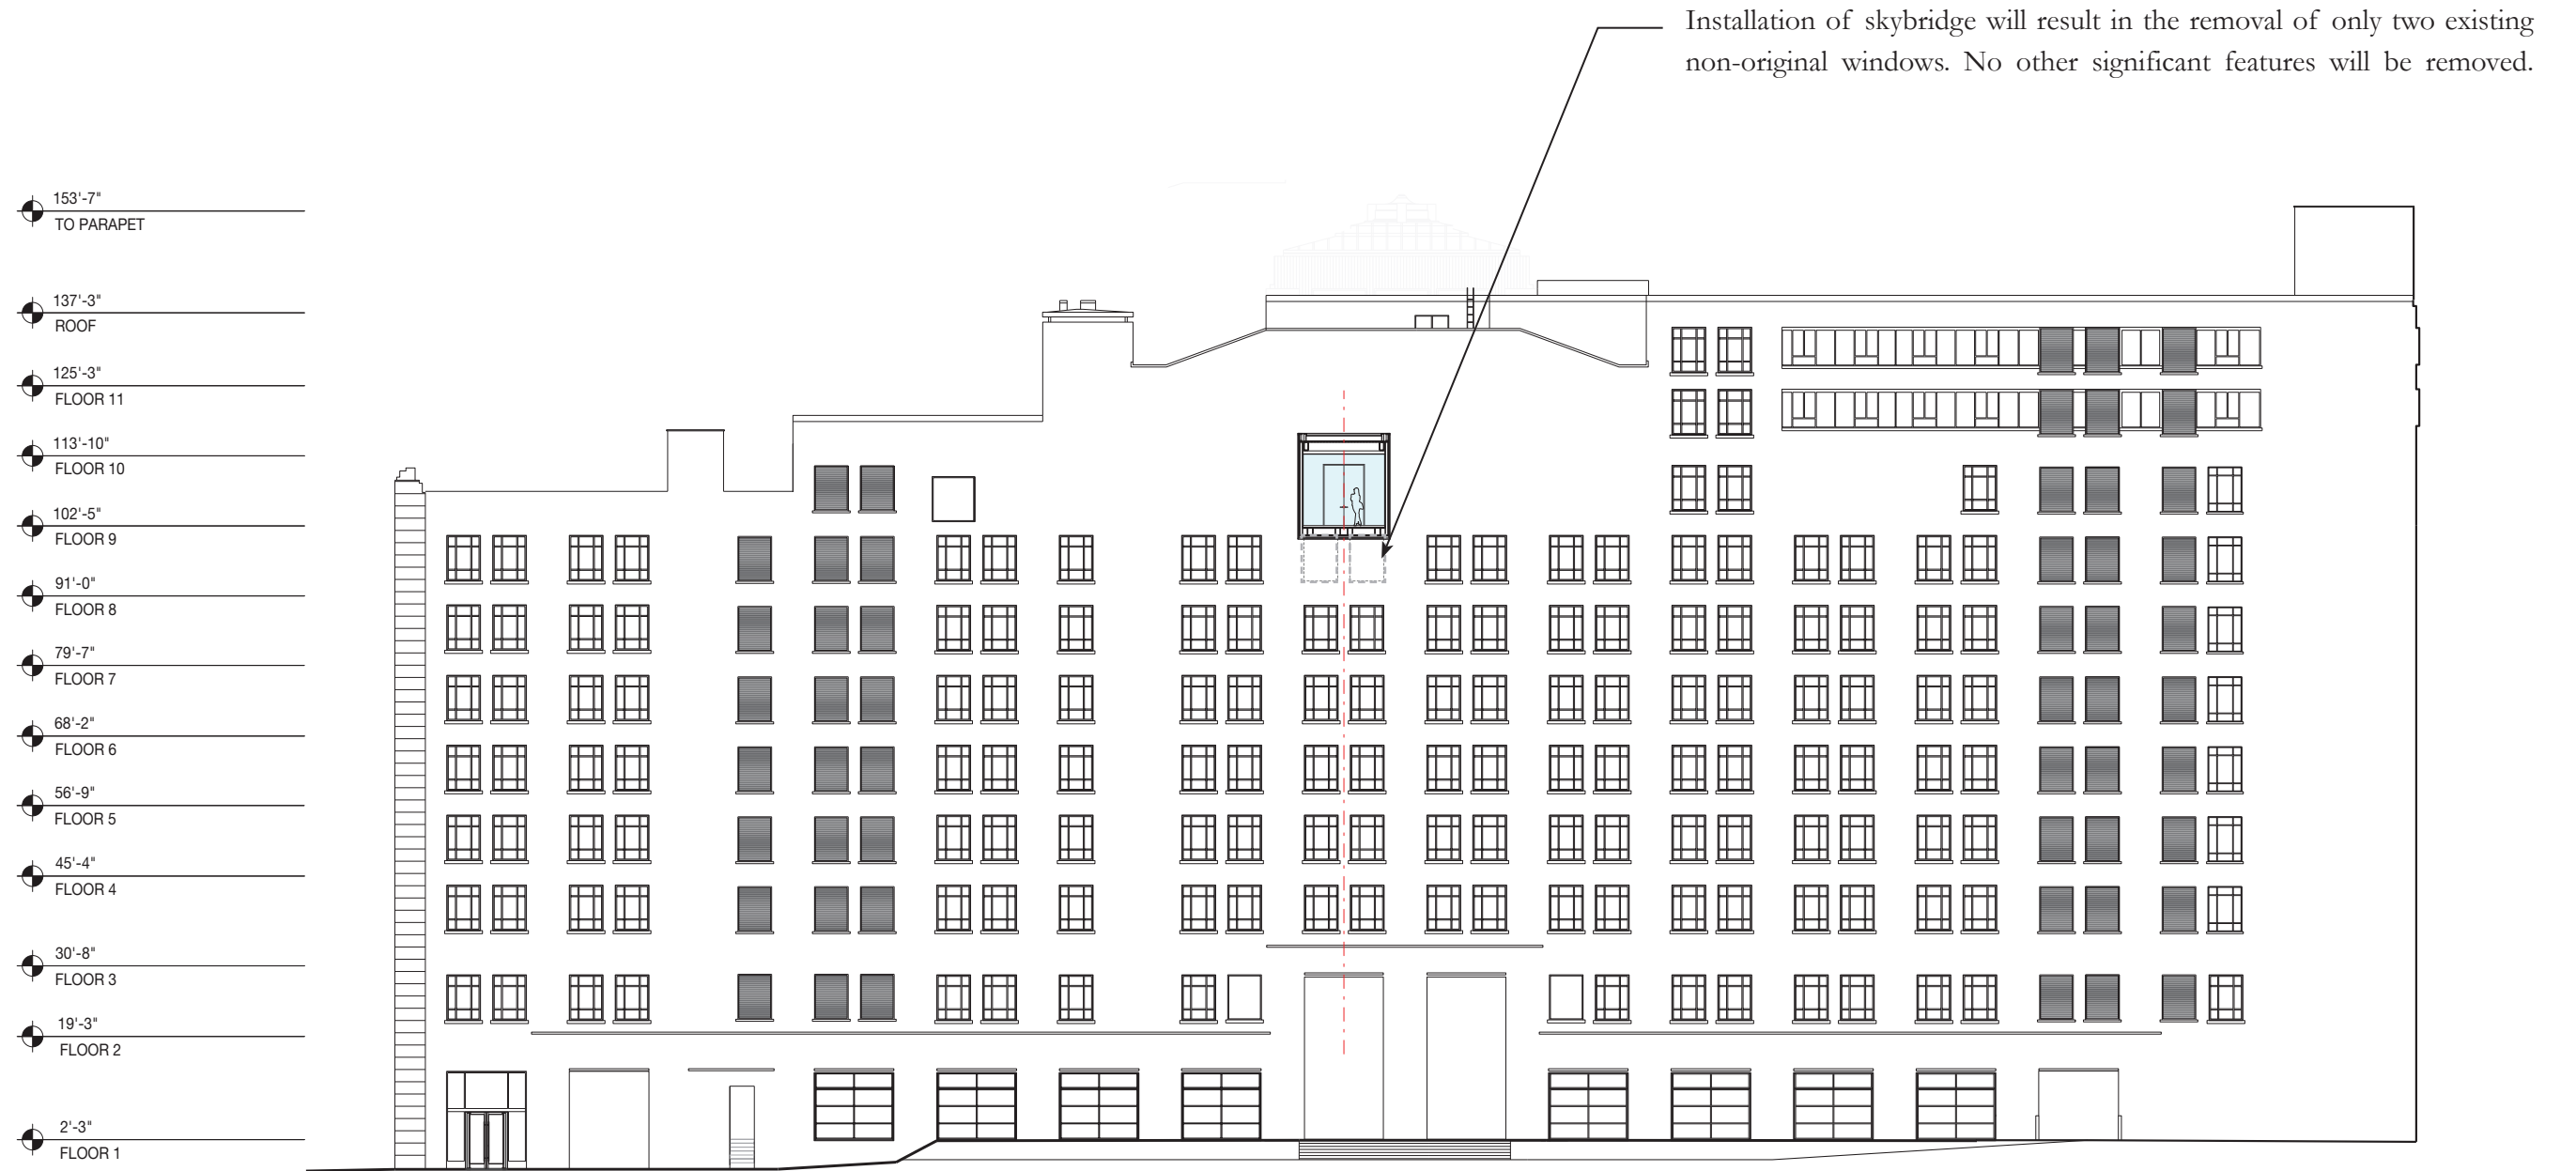 Installation of skybridge will result in the removal of only two existing
non-original windows. No other significant features will be removed.
153'-7"
TO PARAPET
137'-3"
ROOF
125'-3"
FLOOR 11
113'-10"
FLOOR 10
102'-5"
FLOOR 9
91'-0"
FLOOR 8
79'-7"
FLOOR 7
68'-2"
FLOOR 6
56'-9"
FLOOR 5
45'-4"
FLOOR 4
30'-8"
FLOOR 3
19'-3"
FLOOR 2
2'-3"
FLOOR 1